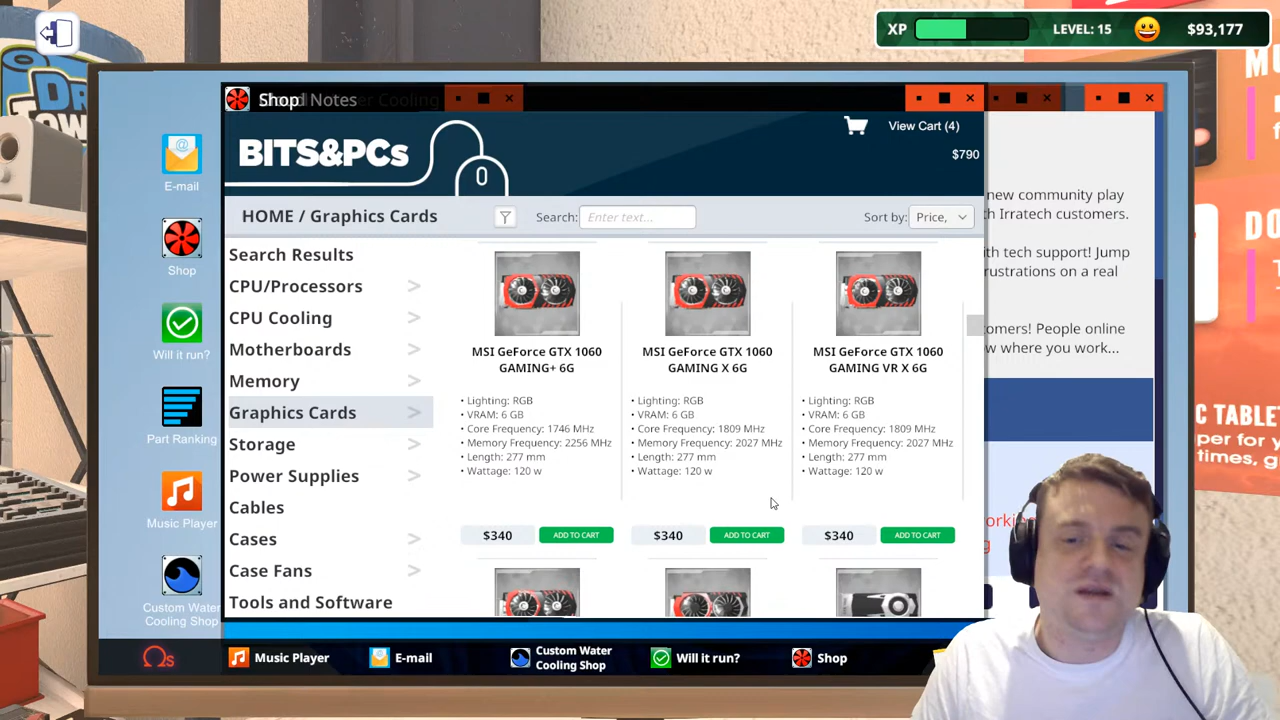 XP
LEVEL: 15
$93,177
Shop Notes
BITS&PCs
View Cart (4)
$790
HOME / Graphics Cards
Search:
Enter text...
Sort by:
Price,
E-mail
Shop
Will it run?
Part Ranking
Music Player
Custom Water
Cooling Shop
Search Results
CPU/Processors >
CPU Cooling >
Motherboards >
Memory >
Graphics Cards >
Storage >
Power Supplies >
Cables
Cases >
Case Fans >
Tools and Software
MSI GeForce GTX 1060
GAMING+ 6G
• Lighting: RGB
• VRAM: 6 GB
• Core Frequency: 1746 MHz
• Memory Frequency: 2256 MHz
• Length: 277 mm
• Wattage: 120 w
$340
ADD TO CART
MSI GeForce GTX 1060
GAMING X 6G
• Lighting: RGB
• VRAM: 6 GB
• Core Frequency: 1809 MHz
• Memory Frequency: 2027 MHz
• Length: 277 mm
• Wattage: 120 w
$340
ADD TO CART
MSI GeForce GTX 1060
GAMING VR X 6G
• Lighting: RGB
• VRAM: 6 GB
• Core Frequency: 1809 MHz
• Memory Frequency: 2027 MHz
• Length: 277 mm
• Wattage: 120 w
$340
ADD TO CART
new community play
Irratech customers.
with tech support! Jump
on a real
People online
where you work...
C TABLET
per for y
times, g
Music Player
E-mail
Custom Water
Cooling Shop
Will it run?
Shop